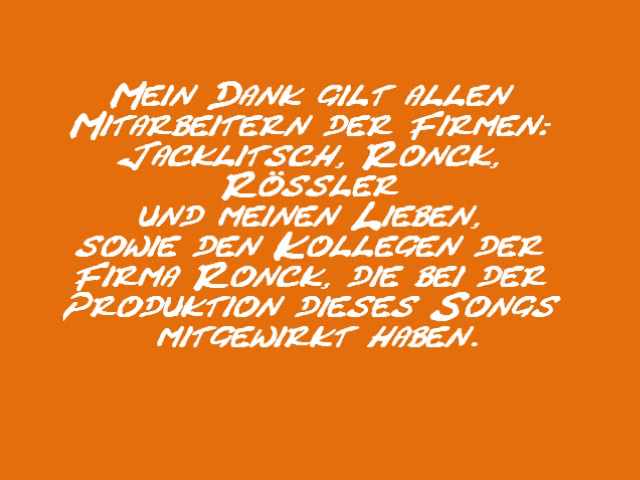 Mein Dank gilt allen
Mitarbeitern der Firmen:
Jacklitsch, Ronck,
Rössler
und meinen Lieben,
sowie den Kollegen der
Firma Ronck, die bei der
Produktion dieses Songs
mitgewirkt haben.